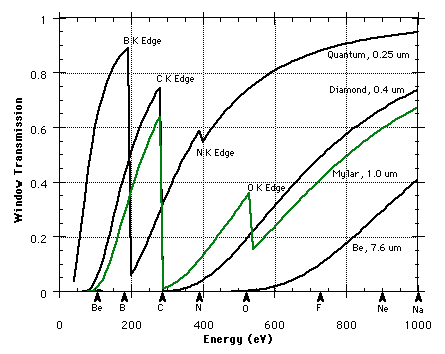 1
0.8
0.6
0.4
0.2
0
Window Transmission
B K Edge
C K Edge
Quantum, 0.25 um
Diamond, 0.4 um
N K Edge
Mylar, 1.0 um
O K Edge
Be, 7.6 um
Be B C N O F Ne Na
0 200 400 600 800 1000
Energy (eV)